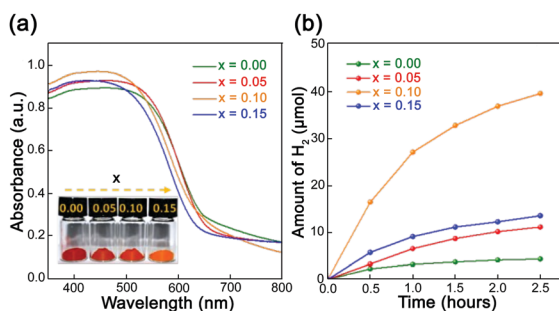 (a)
Absorbance (a.u.)
1.0
0.8
0.6
0.4
0.2
0.0
x = 0.00
x = 0.05
x = 0.10
x = 0.15
x
0.00 0.05 0.10 0.15
400 500 600 700 800
Wavelength (nm)
(b)
Amount of H₂ (μmol)
50
40
30
20
10
0
x = 0.00
x = 0.05
x = 0.10
x = 0.15
0.0 0.5 1.0 1.5 2.0 2.5
Time (hours)